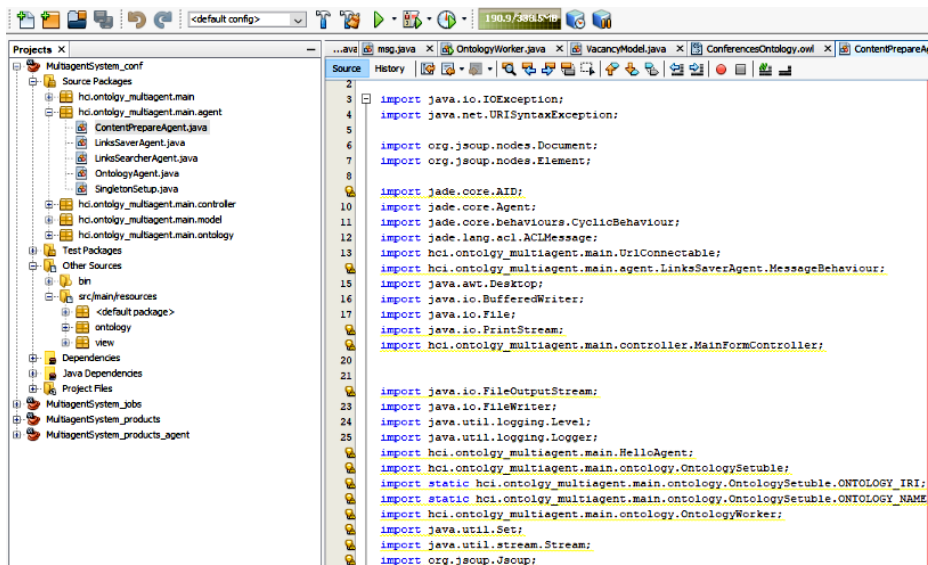 <default config>
190.9/388.5MB
Projects
MultiagentSystem_conf
Source Packages
hci.ontolgy_multiagent.main
hci.ontolgy_multiagent.main.agent
ContentPrepareAgent.java
LinksSaverAgent.java
LinksSearcherAgent.java
OntologyAgent.java
SingletonSetup.java
hci.ontolgy_multiagent.main.controller
hci.ontolgy_multiagent.main.model
hci.ontolgy_multiagent.main.ontology
Test Packages
Other Sources
bin
src/main/resources
<default package>
ontology
view
Dependencies
Java Dependencies
Project Files
MultiagentSystem_jobs
MultiagentSystem_products
MultiagentSystem_products_agent
...ava msg.java OntologyWorker.java VacancyModel.java ConferencesOntology.owl ContentPrepareAg
Source History
2
3 import java.io.IOException;
4 import java.net.URISyntaxException;
5
6 import org.jsoup.nodes.Document;
7 import org.jsoup.nodes.Element;
8
import jade.core.AID;
10 import jade.core.Agent;
11 import jade.core.behaviours.CyclicBehaviour;
12 import jade.lang.acl.ACLMessage;
13 import hci.ontolgy_multiagent.main.UrlConnectable;
import hci.ontolgy_multiagent.main.agent.LinksSaverAgent.MessageBehaviour;
15 import java.awt.Desktop;
16 import java.io.BufferedWriter;
17 import java.io.File;
import java.io.PrintStream;
import hci.ontolgy_multiagent.main.controller.MainFormController;
20
21
import java.io.FileOutputStream;
23 import java.io.FileWriter;
24 import java.util.logging.Level;
25 import java.util.logging.Logger;
import hci.ontolgy_multiagent.main.HelloAgent;
import hci.ontolgy_multiagent.main.ontology.OntologySetuble;
import static hci.ontolgy_multiagent.main.ontology.OntologySetuble.ONTOLOGY_IRI;
import static hci.ontolgy_multiagent.main.ontology.OntologySetuble.ONTOLOGY_NAME
import hci.ontolgy_multiagent.main.ontology.OntologyWorker;
import java.util.Set;
import java.util.stream.Stream;
import org.jsoup.Jsoup;